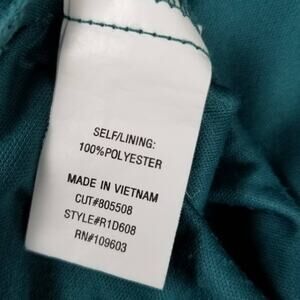 SELF/LINING:
100%POLYESTER
MADE IN VIETNAM
CUT#805508
STYLE#R1D608
RN#109603